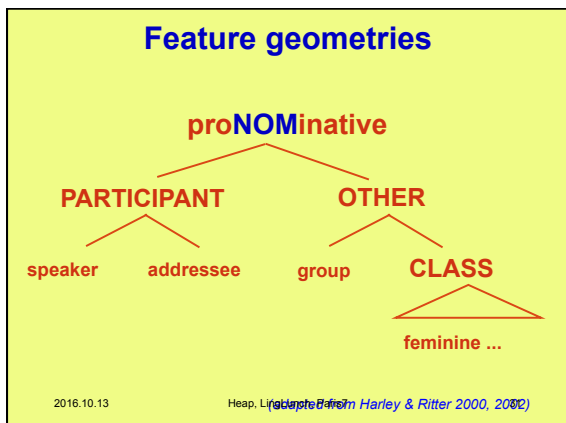 Feature geometries
proNOMinative
PARTICIPANT OTHER
speaker addressee group CLASS
feminine ...
2016.10.13 Heap, (adapted from Harley & Ritter 2000, 2002)